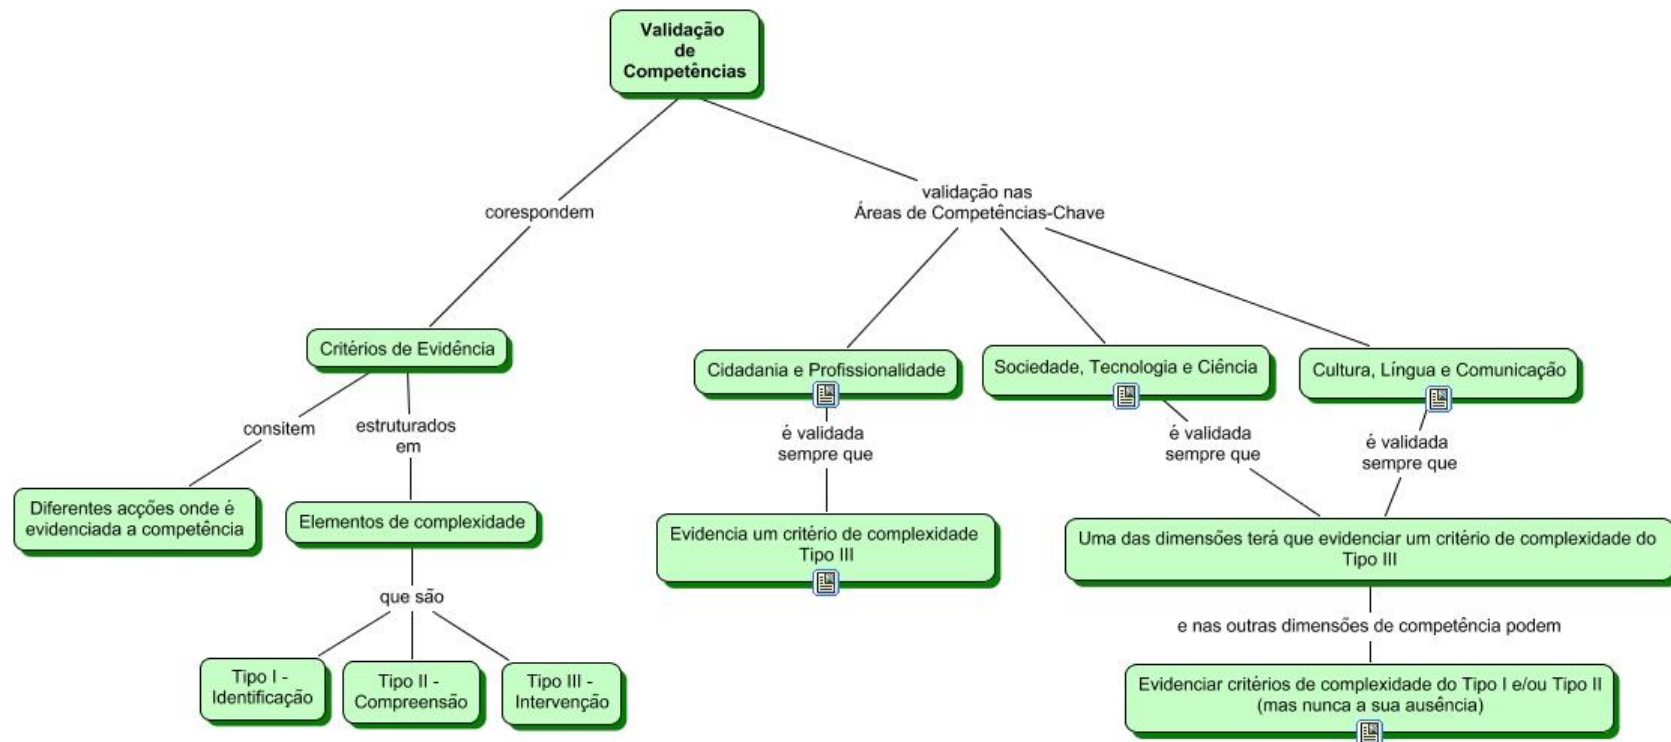 Validação
de
Competências
corespondem
validação nas
Áreas de Competências-Chave
Critérios de Evidência
Cidadania e Profissionalidade
Sociedade, Tecnologia e Ciência
Cultura, Língua e Comunicação
consitem
estruturados
em
é validada
sempre que
é validada
sempre que
é validada
sempre que
Diferentes acções onde é
evidenciada a competência
Elementos de complexidade
Evidencia um critério de complexidade
Tipo III
Uma das dimensões terá que evidenciar um critério de complexidade do
Tipo III
que são
e nas outras dimensões de competência podem
Tipo I -
Identificação
Tipo II -
Compreensão
Tipo III -
Intervenção
Evidenciar critérios de complexidade do Tipo I e/ou Tipo II
(mas nunca a sua ausência)